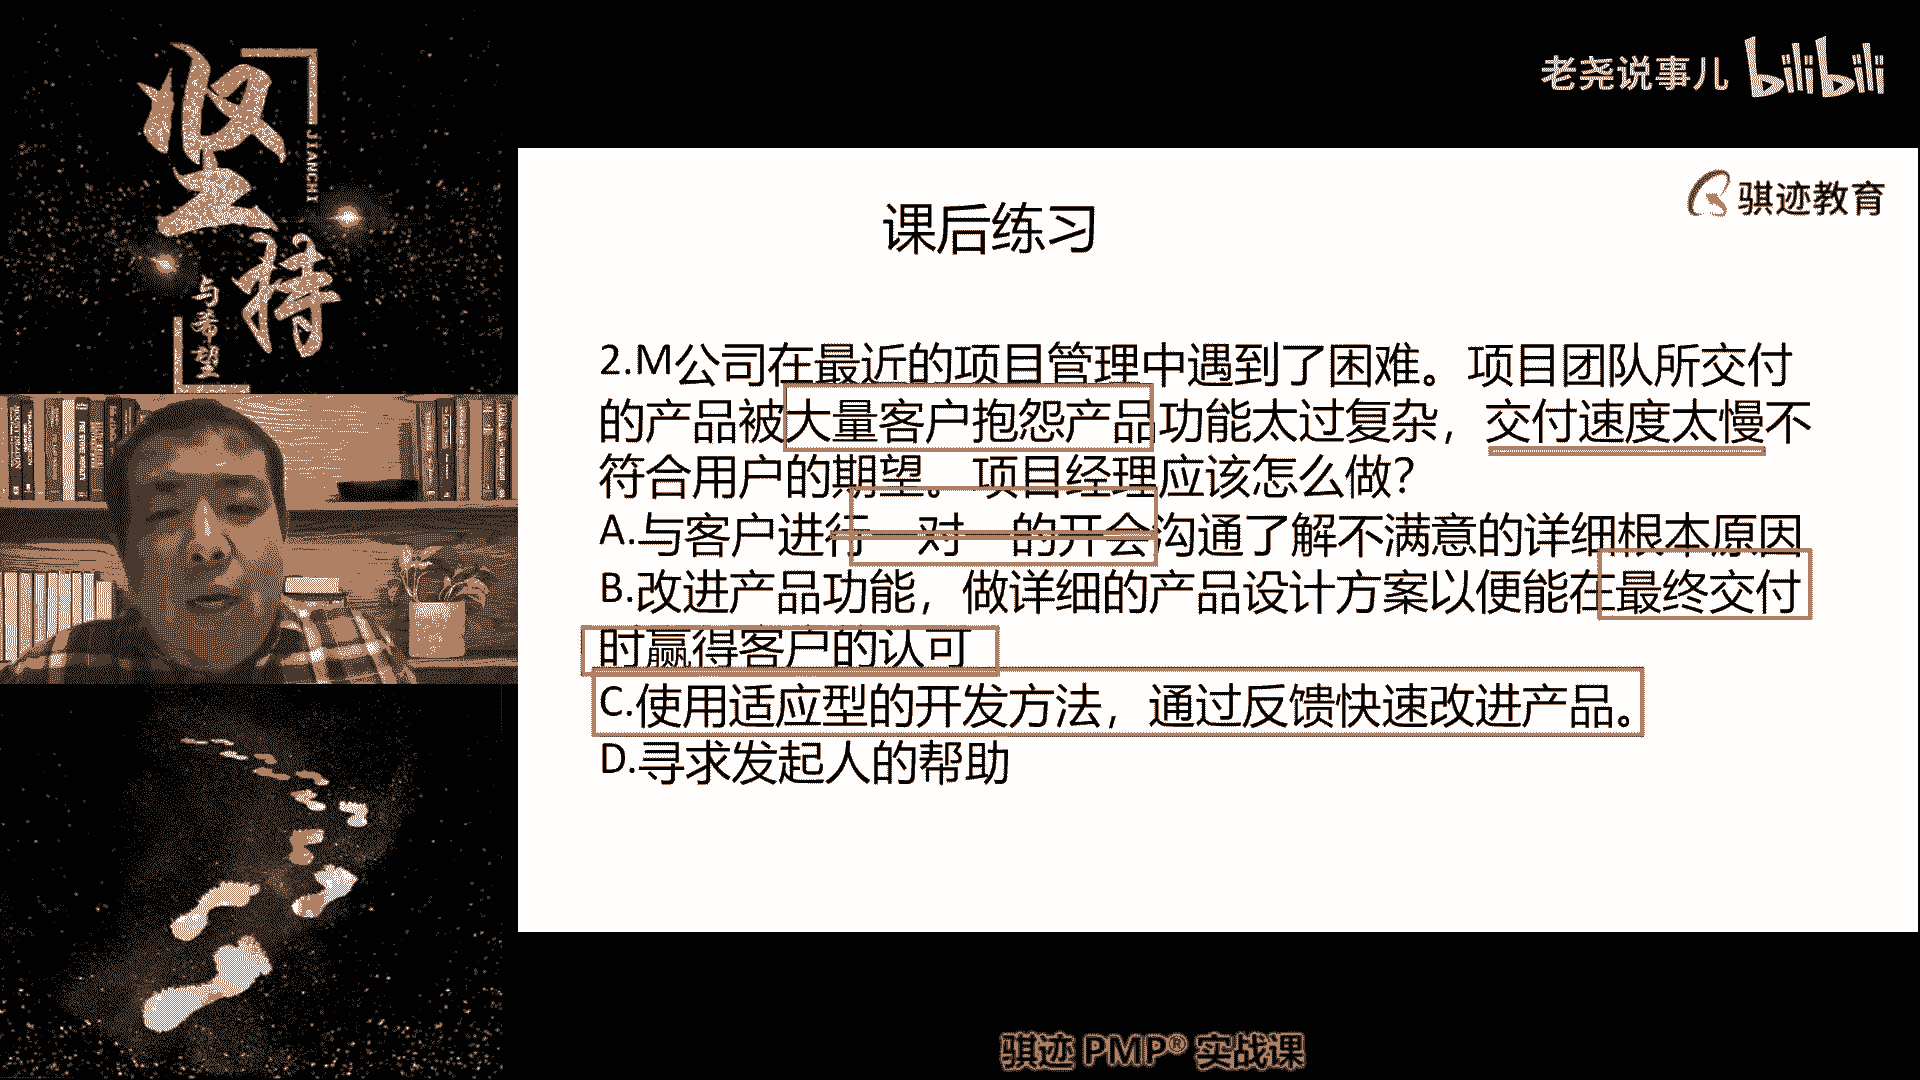 坚持
JIANCHI
与希望
老尧说事儿 bilibili
骐迹教育
课后练习
2.M公司在最近的项目管理中遇到了困难。项目团队所交付
的产品被大量客户抱怨产品功能太过复杂，交付速度太慢不
符合用户的期望。项目经理应该怎么做？
A.与客户进行一对一的开会沟通了解不满意的详细根本原因
B.改进产品功能，做详细的产品设计方案以便能在最终交付
时赢得客户的认可
C.使用适应型的开发方法，通过反馈快速改进产品。
D.寻求发起人的帮助
骐迹 PMP® 实战课